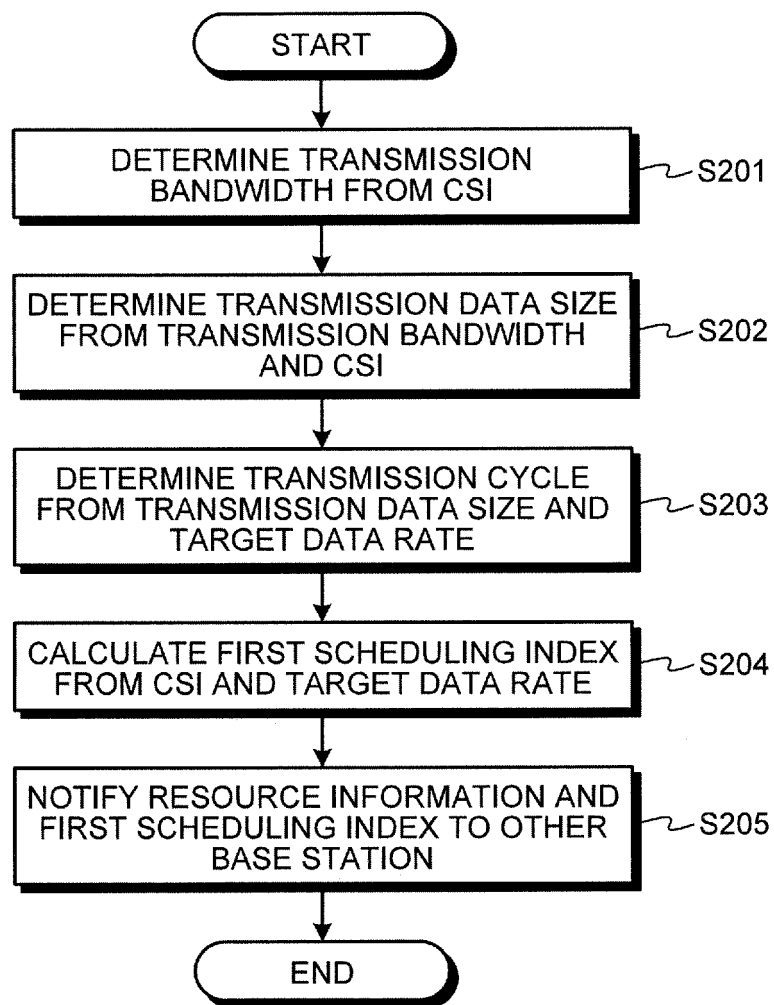 START
DETERMINE TRANSMISSION
BANDWIDTH FROM CSI
S201
DETERMINE TRANSMISSION DATA SIZE
FROM TRANSMISSION BANDWIDTH
AND CSI
S202
DETERMINE TRANSMISSION CYCLE
FROM TRANSMISSION DATA SIZE AND
TARGET DATA RATE
S203
CALCULATE FIRST SCHEDULING INDEX
FROM CSI AND TARGET DATA RATE
S204
NOTIFY RESOURCE INFORMATION AND
FIRST SCHEDULING INDEX TO OTHER
BASE STATION
S205
END